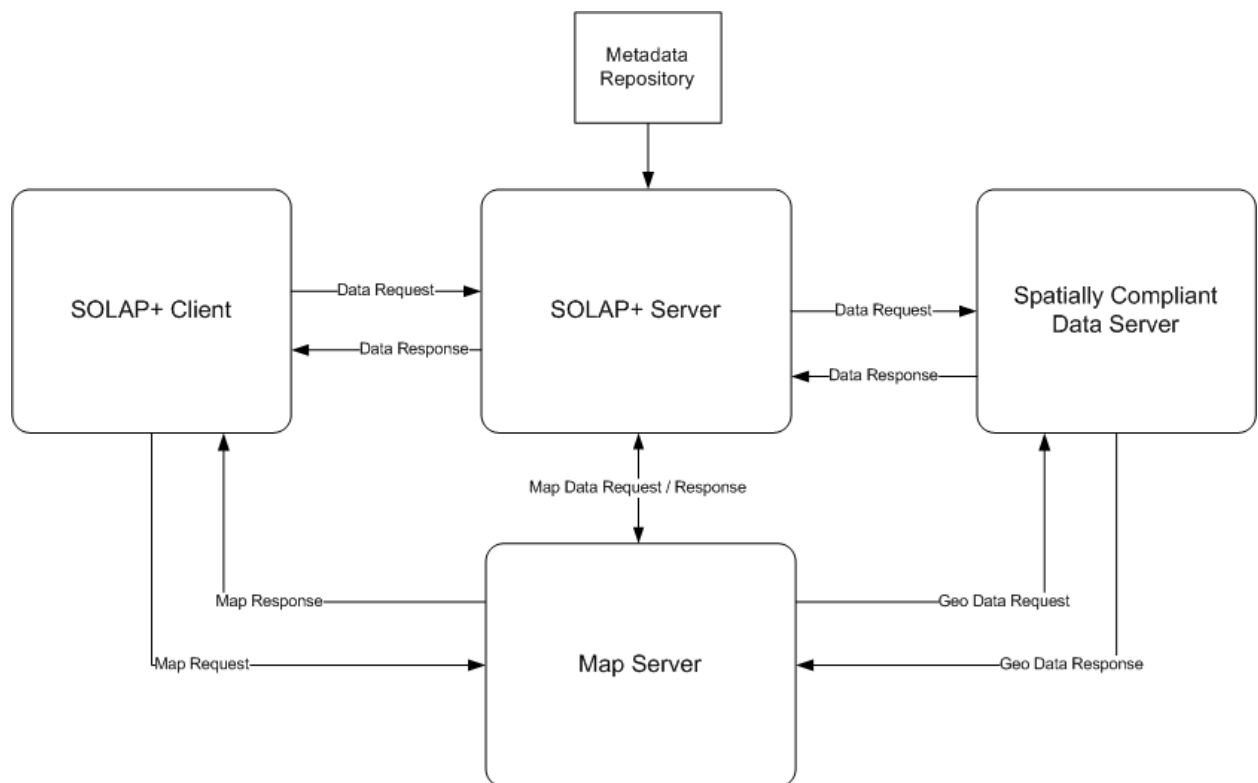 Metadata
Repository
SOLAP+ Client
Data Request
Data Response
SOLAP+ Server
Data Request
Data Response
Spatially Compliant
Data Server
Map Data Request / Response
Map Response
Map Request
Map Server
Geo Data Request
Geo Data Response